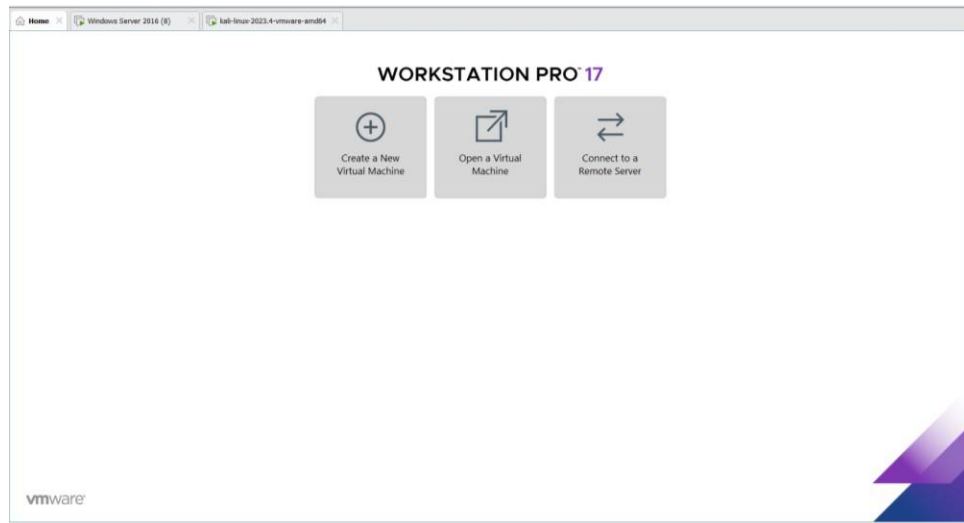 Home
Windows Server 2016 (8)
kali-linux-2023.4-vmware-amd64
WORKSTATION PRO™ 17
Create a New
Virtual Machine
Open a Virtual
Machine
Connect to a
Remote Server
vmware